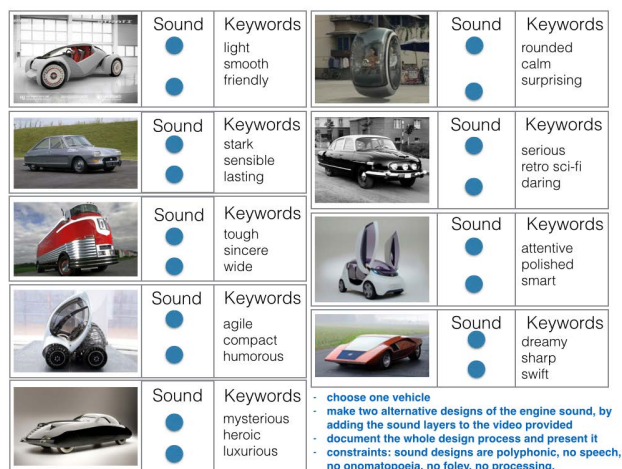 Sound
Keywords
light
smooth
friendly
Sound
Keywords
stark
sensible
lasting
Sound
Keywords
tough
sincere
wide
Sound
Keywords
agile
compact
humorous
Sound
Keywords
mysterious
heroic
luxurious
Sound
Keywords
rounded
calm
surprising
Sound
Keywords
serious
retro sci-fi
daring
Sound
Keywords
attentive
polished
smart
Sound
Keywords
dreamy
sharp
swift
- choose one vehicle
- make two alternative designs of the engine sound, by
adding the sound layers to the video provided
- document the whole design process and present it
- constraints: sound designs are polyphonic, no speech,
no onomatopoeia, no foley, no processing.